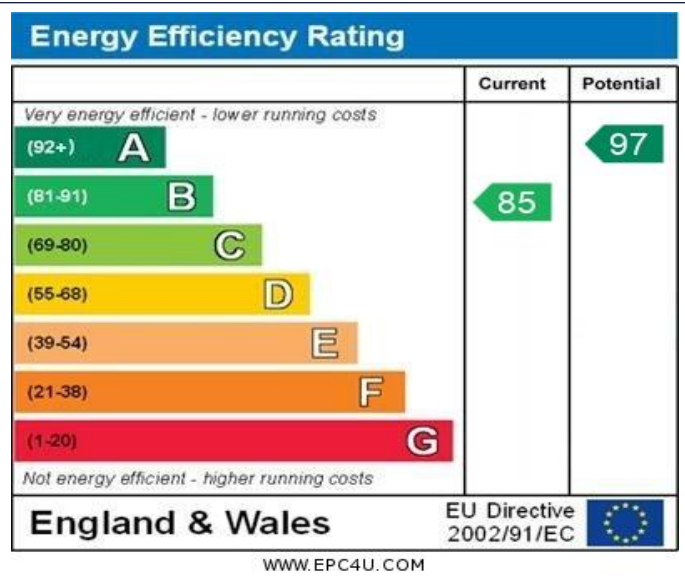 Energy Efficiency Rating
Current Potential
Very energy efficient - lower running costs
(92+) A 97
(81-91) B 85
(69-80) C
(55-68) D
(39-54) E
(21-38) F
(1-20) G
Not energy efficient - higher running costs
England & Wales
EU Directive
2002/91/EC
WWW.EPC4U.COM